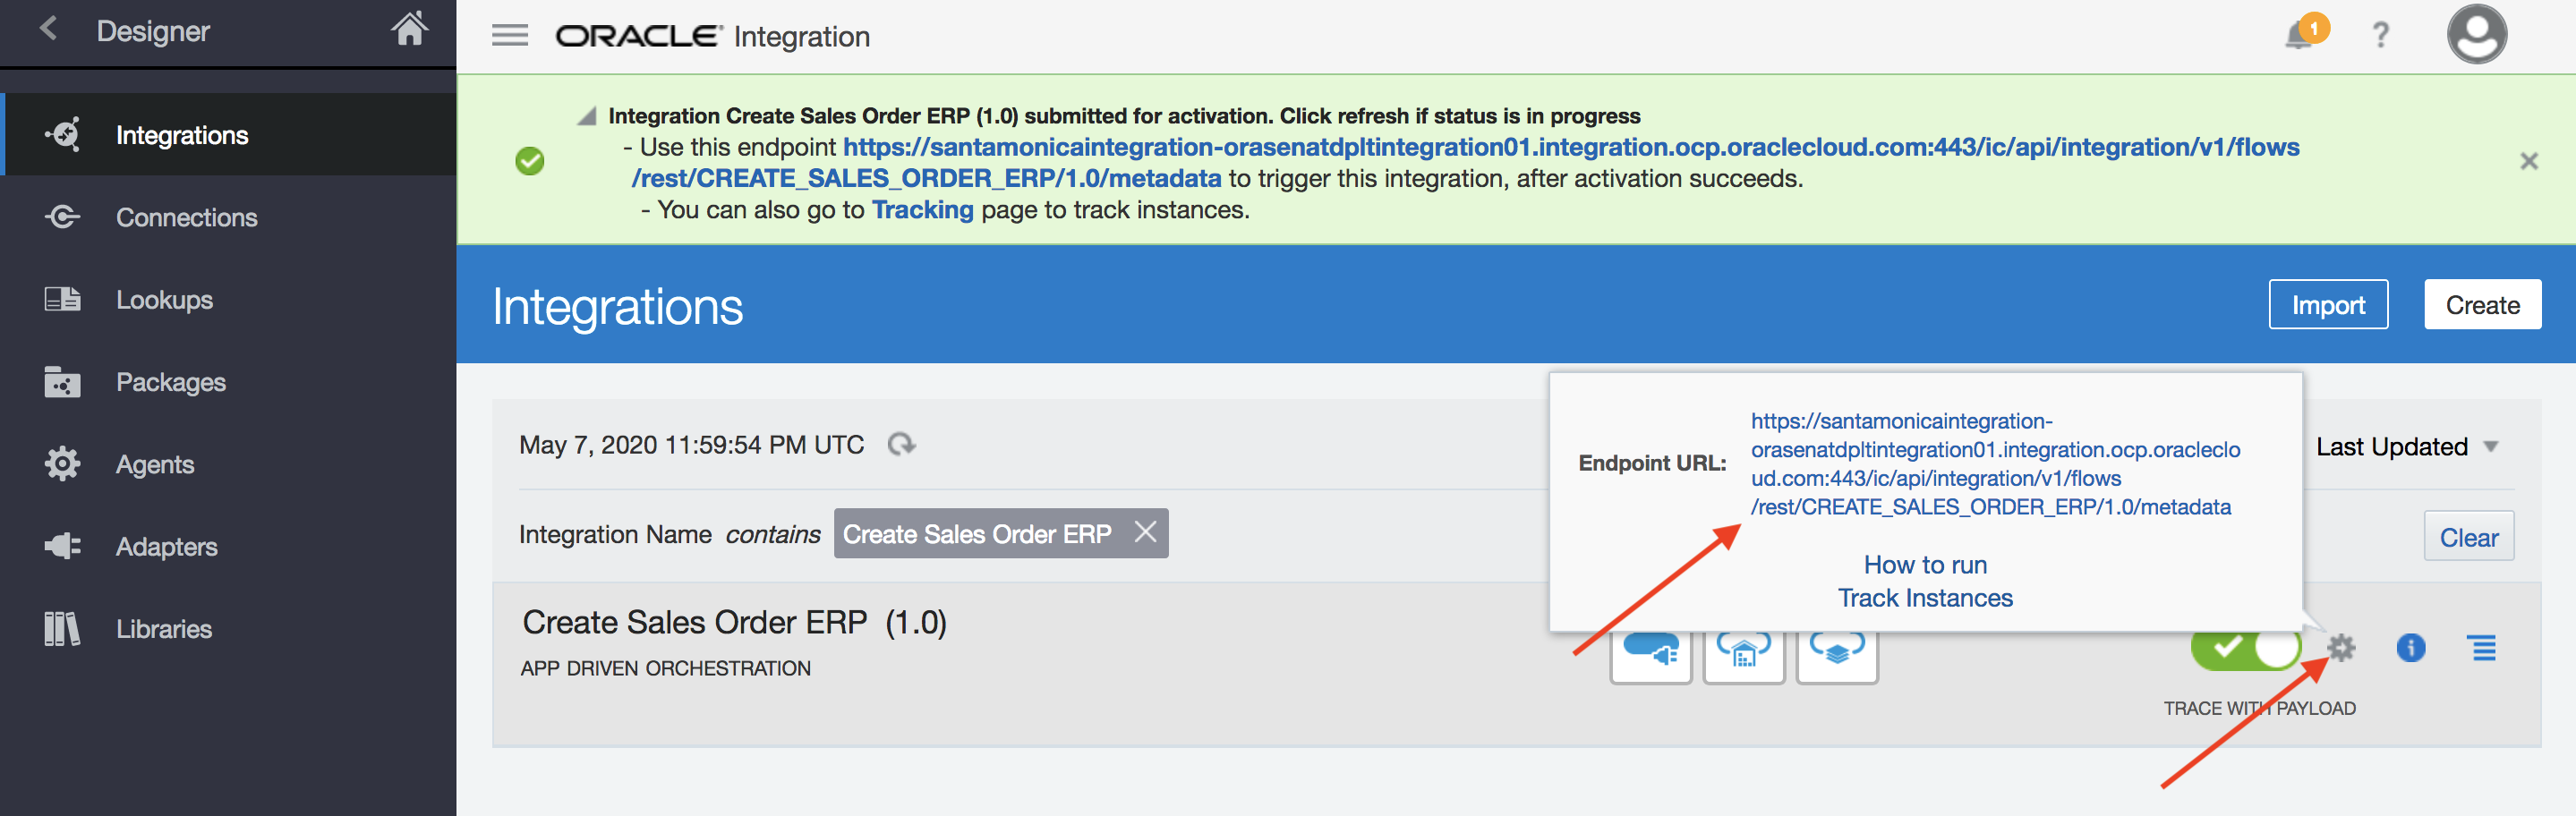 Designer
ORACLE Integration
1
?
Integrations
Connections
Lookups
Packages
Agents
Adapters
Libraries
Integration Create Sales Order ERP (1.0) submitted for activation. Click refresh if status is in progress
- Use this endpoint https://santamonicaintegration-orasenatdpltintegration01.integration.ocp.oraclecloud.com:443/ic/api/integration/v1/flows
/rest/CREATE_SALES_ORDER_ERP/1.0/metadata to trigger this integration, after activation succeeds.
- You can also go to Tracking page to track instances.
Integrations
Import
Create
May 7, 2020 11:59:54 PM UTC
Last Updated
Integration Name contains Create Sales Order ERP
Clear
Endpoint URL:
https://santamonicaintegration-
orasenatdpltintegration01.integration.ocp.oracleclo
ud.com:443/ic/api/integration/v1/flows
/rest/CREATE_SALES_ORDER_ERP/1.0/metadata
How to run
Track Instances
Create Sales Order ERP (1.0)
APP DRIVEN ORCHESTRATION
TRACE WITH PAYLOAD